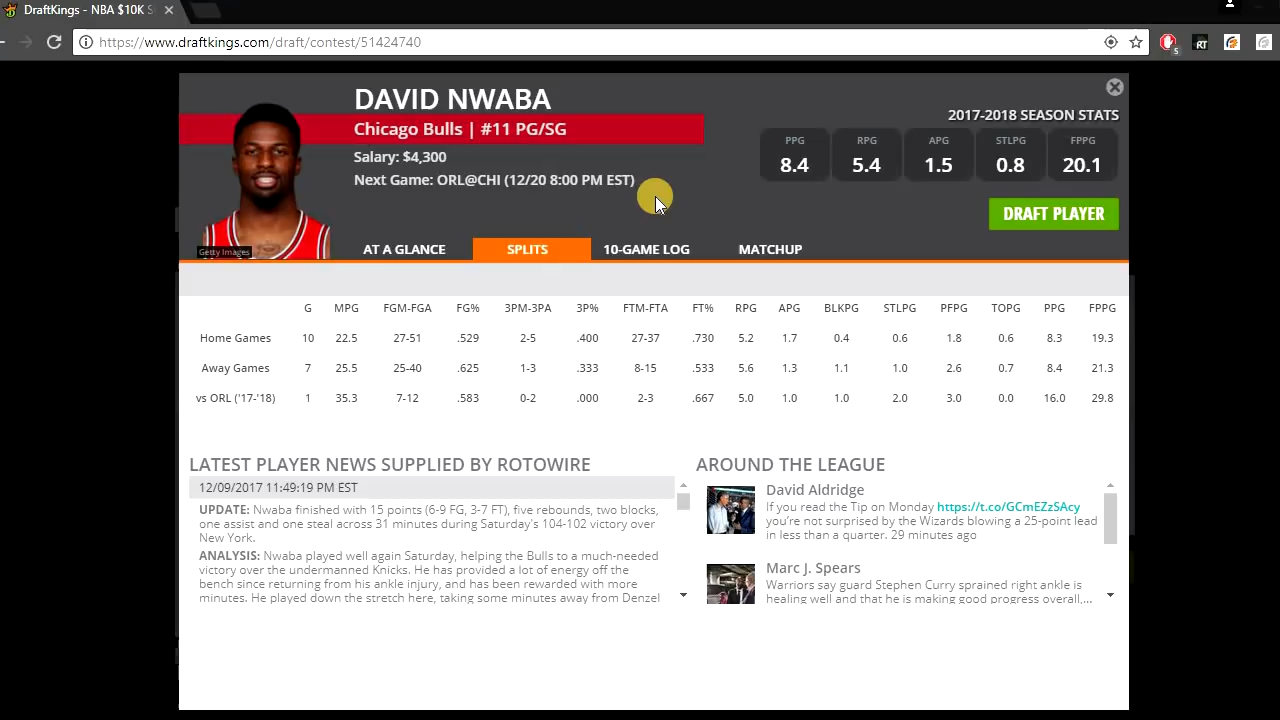 DraftKings - NBA $10K S
https://www.draftkings.com/draft/contest/51424740
5
RT
DAVID NWABA
Chicago Bulls | #11 PG/SG
Salary: $4,300
Next Game: ORL@CHI (12/20 8:00 PM EST)
Getty Images
2017-2018 SEASON STATS
PPG RPG APG STLPG FPPG
8.4 5.4 1.5 0.8 20.1
DRAFT PLAYER
AT A GLANCE SPLITS 10-GAME LOG MATCHUP
G MPG FGM-FGA FG% 3PM-3PA 3P% FTM-FTA FT% RPG APG BLKPG STLPG PFPG TOPG PPG FPPG
Home Games 10 22.5 27-51 .529 2-5 .400 27-37 .730 5.2 1.7 0.4 0.6 1.8 0.6 8.3 19.3
Away Games 7 25.5 25-40 .625 1-3 .333 8-15 .533 5.6 1.3 1.1 1.0 2.6 0.7 8.4 21.3
vs ORL ('17-'18) 1 35.3 7-12 .583 0-2 .000 2-3 .667 5.0 1.0 1.0 2.0 3.0 0.0 16.0 29.8
LATEST PLAYER NEWS SUPPLIED BY ROTOWIRE
12/09/2017 11:49:19 PM EST
UPDATE: Nwaba finished with 15 points (6-9 FG, 3-7 FT), five rebounds, two blocks,
one assist and one steal across 31 minutes during Saturday's 104-102 victory over
New York.
ANALYSIS: Nwaba played well again Saturday, helping the Bulls to a much-needed
victory over the undermanned Knicks. He has provided a lot of energy off the
bench since returning from his ankle injury, and has been rewarded with more
minutes. He played down the stretch here, taking some minutes away from Denzel
AROUND THE LEAGUE
David Aldridge
If you read the Tip on Monday https://t.co/GCmEZzSAcy
you're not surprised by the Wizards blowing a 25-point lead
in less than a quarter. 29 minutes ago
Marc J. Spears
Warriors say guard Stephen Curry sprained right ankle is
healing well and that he is making good progress overall,...